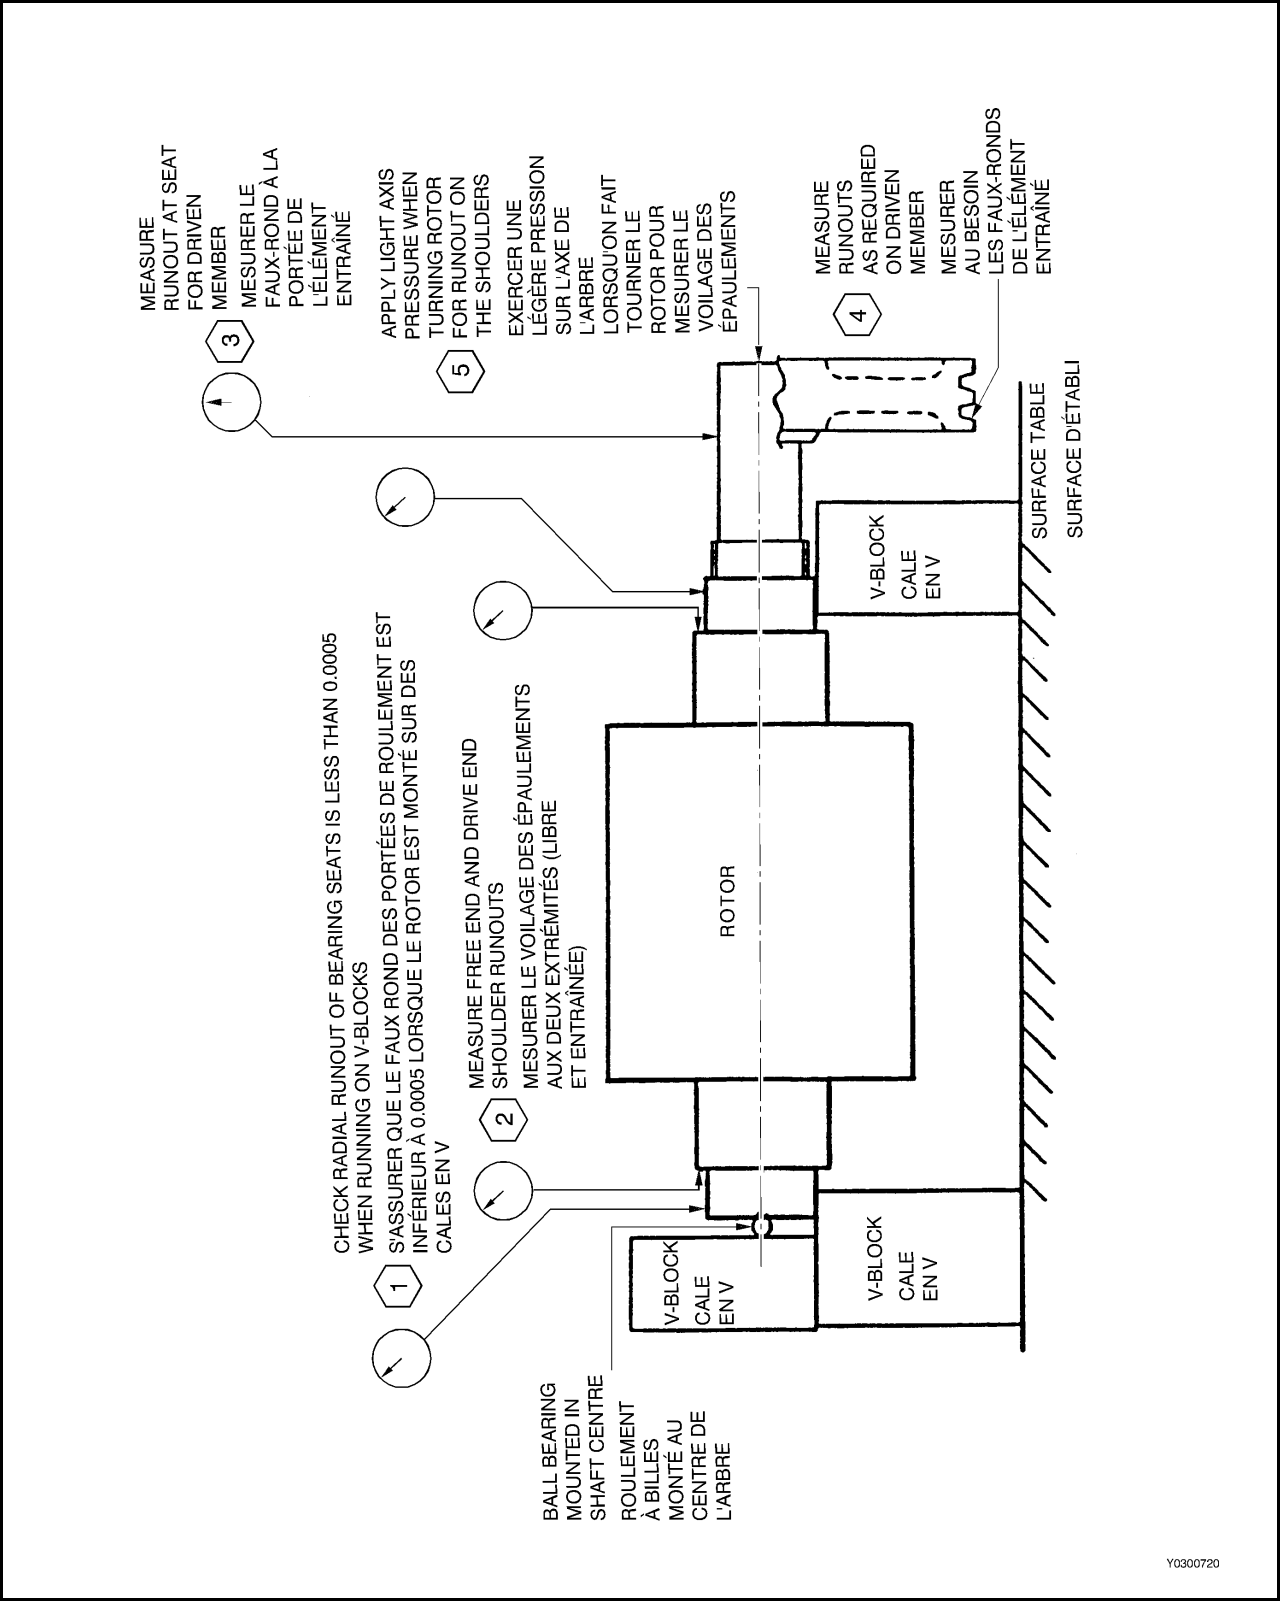 CHECK RADIAL RUNOUT OF BEARING SEATS IS LESS THAN 0.0005
WHEN RUNNING ON V-BLOCKS
1
S'ASSURER QUE LE FAUX ROND DES PORTÉES DE ROULEMENT EST
INFÉRIEUR À 0.0005 LORSQUE LE ROTOR EST MONTÉ SUR DES
CALES EN V
2
MEASURE FREE END AND DRIVE END
SHOULDER RUNOUTS
MESURER LE VOILAGE DES ÉPAULEMENTS
AUX DEUX EXTRÉMITÉS (LIBRE
ET ENTRAÎNÉE)
MEASURE
RUNOUT AT SEAT
FOR DRIVEN
MEMBER
3
MESURER LE
FAUX-ROND À LA
PORTÉE DE
L'ÉLÉMENT
ENTRAÎNÉ
APPLY LIGHT AXIS
PRESSURE WHEN
TURNING ROTOR
FOR RUNOUT ON
THE SHOULDERS
5
EXERCER UNE
LÉGÈRE PRESSION
SUR L'AXE DE
L'ARBRE
LORSQU'ON FAIT
TOURNER LE
ROTOR POUR
MESURER LE
VOILAGE DES
ÉPAULEMENTS
4
MEASURE
RUNOUTS
AS REQUIRED
ON DRIVEN
MEMBER
MESURER
AU BESOIN
LES FAUX-RONDS
DE L'ÉLÉMENT
ENTRAÎNÉ
BALL BEARING
MOUNTED IN
SHAFT CENTRE
ROULEMENT
À BILLES
MONTÉ AU
CENTRE DE
L'ARBRE
V-BLOCK
CALE
EN V
ROTOR
V-BLOCK
CALE
EN V
V-BLOCK
CALE
EN V
SURFACE TABLE
SURFACE D'ÉTABLI
Y0300720